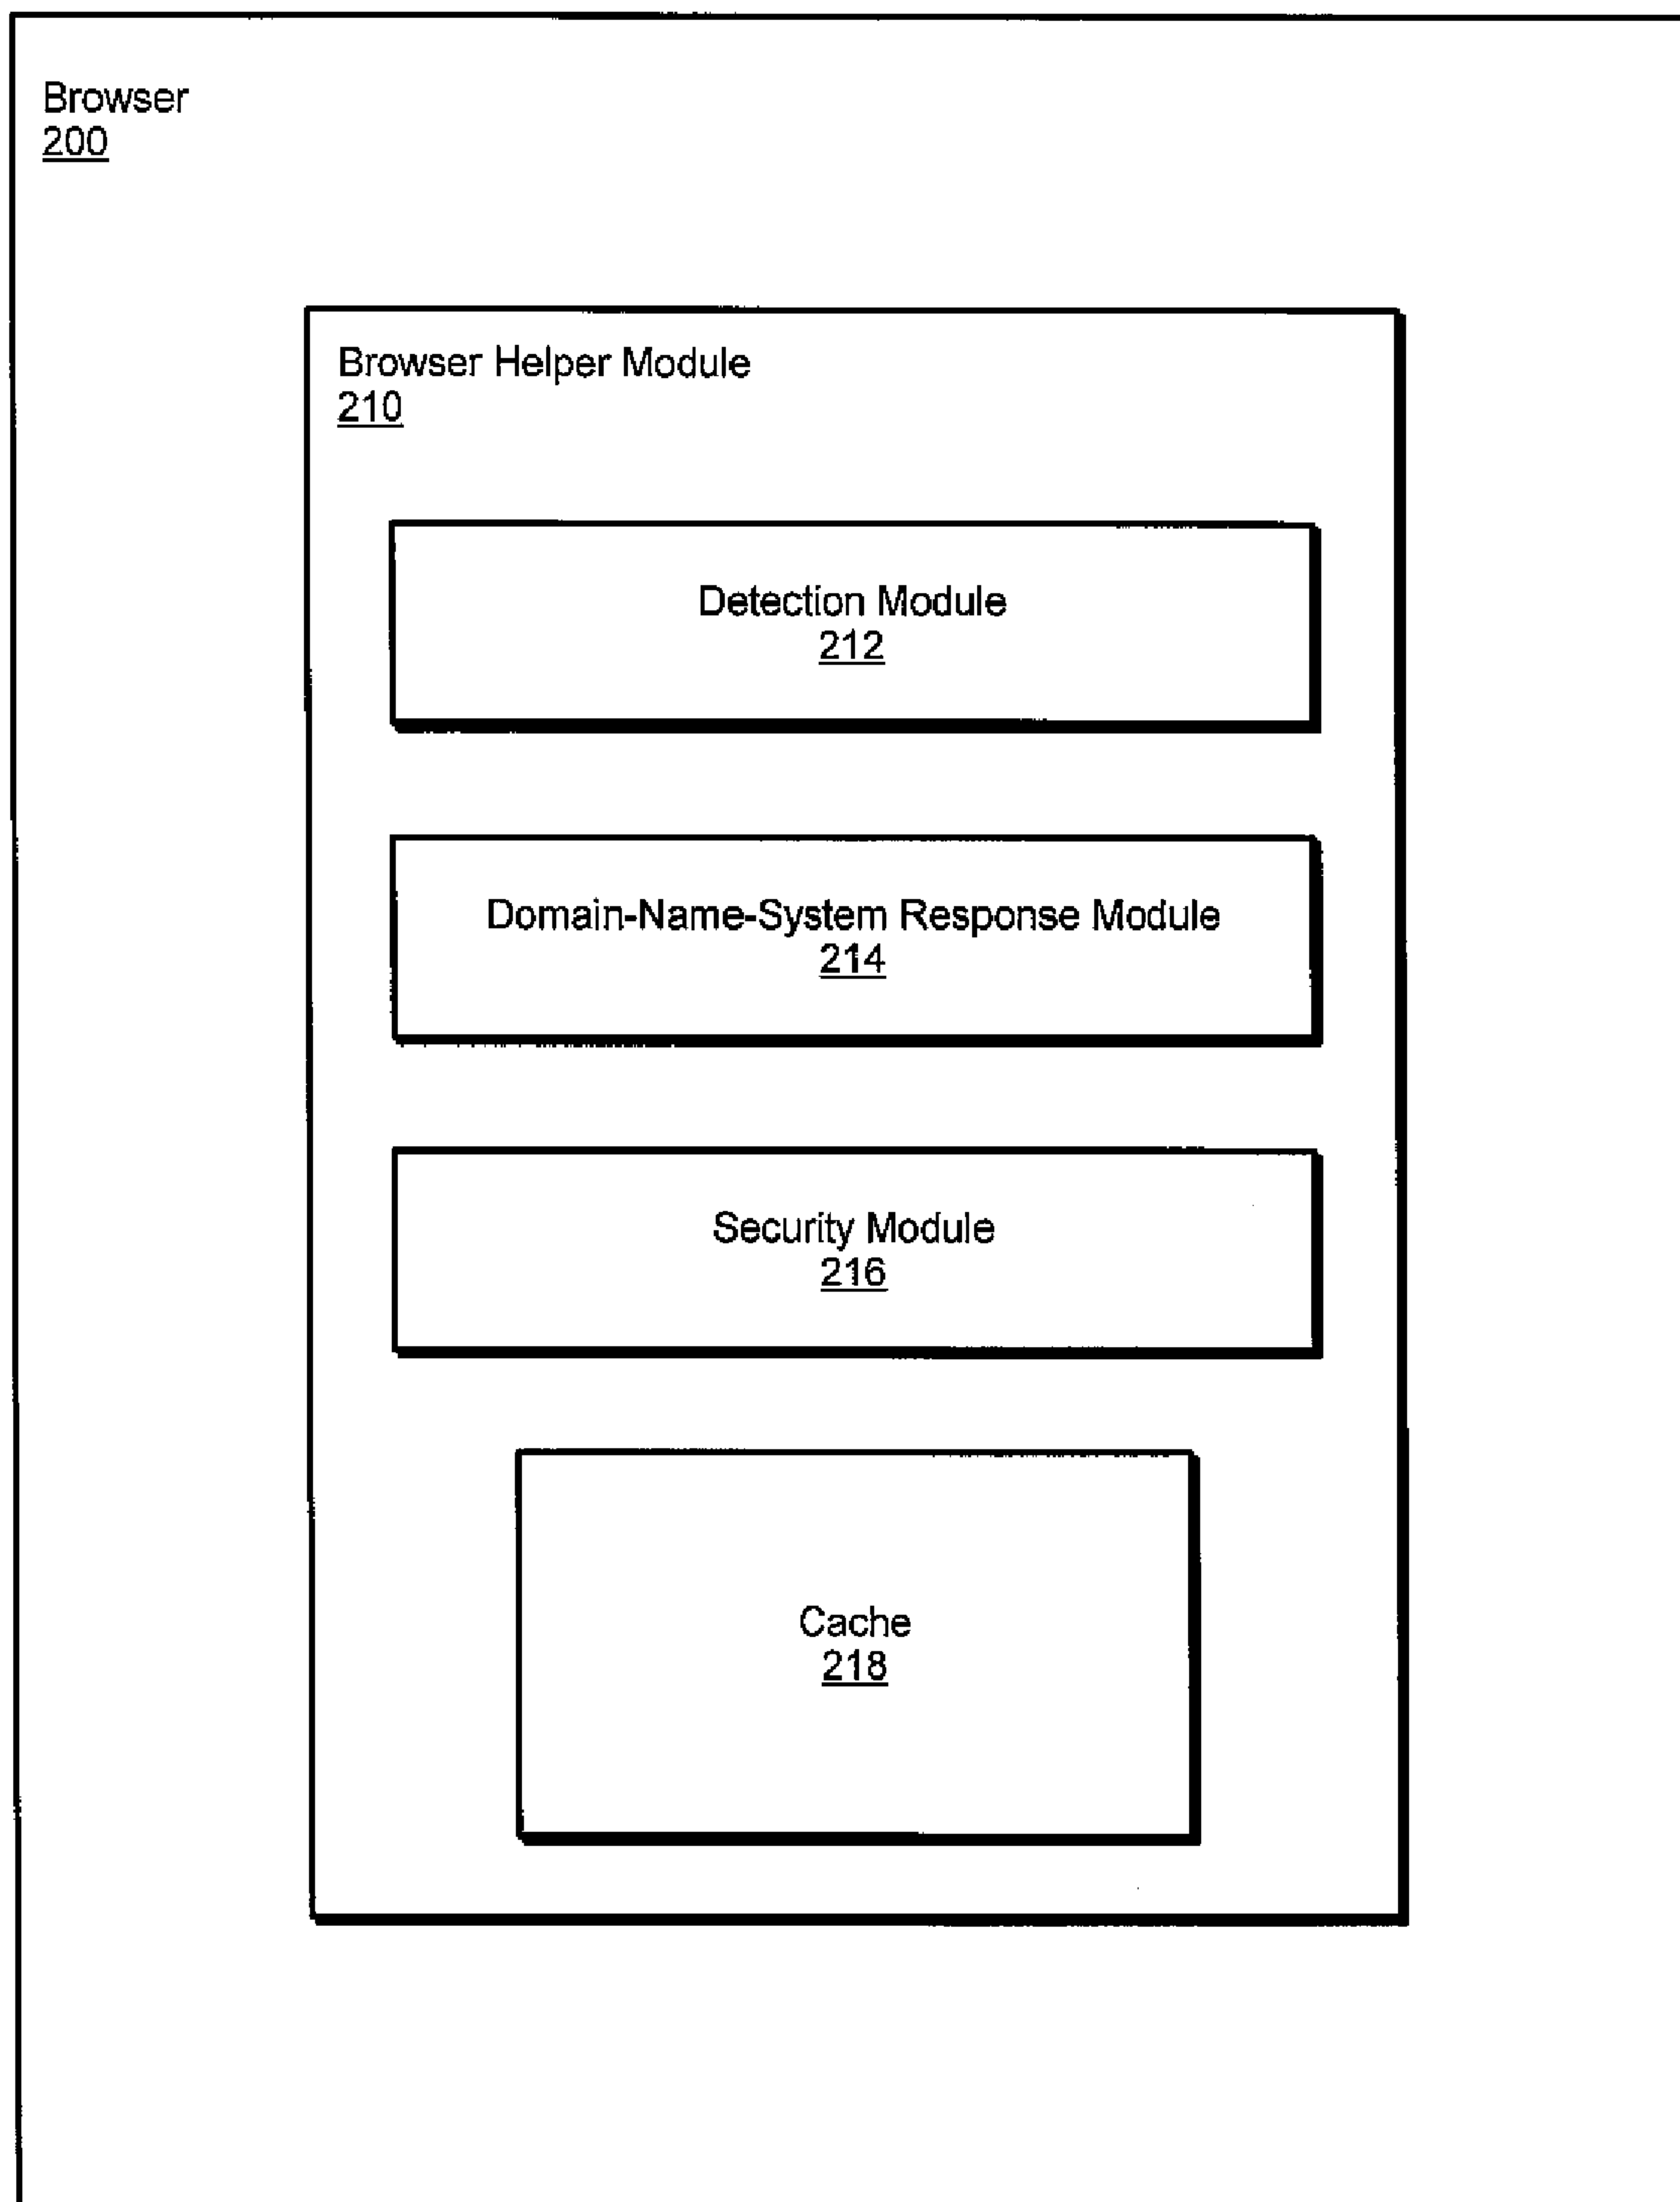 Browser
200
Browser Helper Module
210
Detection Module
212
Domain-Name-System Response Module
214
Security Module
216
Cache
218